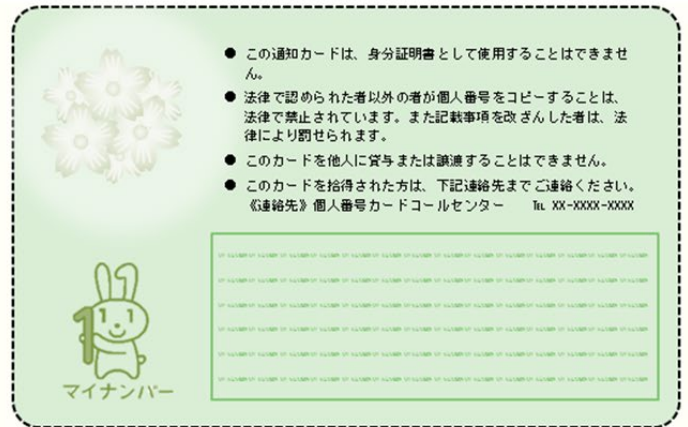 ● この通知カードは、身分証明書として使用することはできませ
ん。
● 法律で認められた者以外の者が個人番号をコピーすることは、
法律で禁止されています。また記載事項を改ざんした者は、法
律により罰せられます。
● このカードを他人に貸与または譲渡することはできません。
● このカードを拾得された方は、下記連絡先までご連絡ください。
《連絡先》個人番号カードコールセンター ℡ XX-XXXX-XXXX
マイナンバー